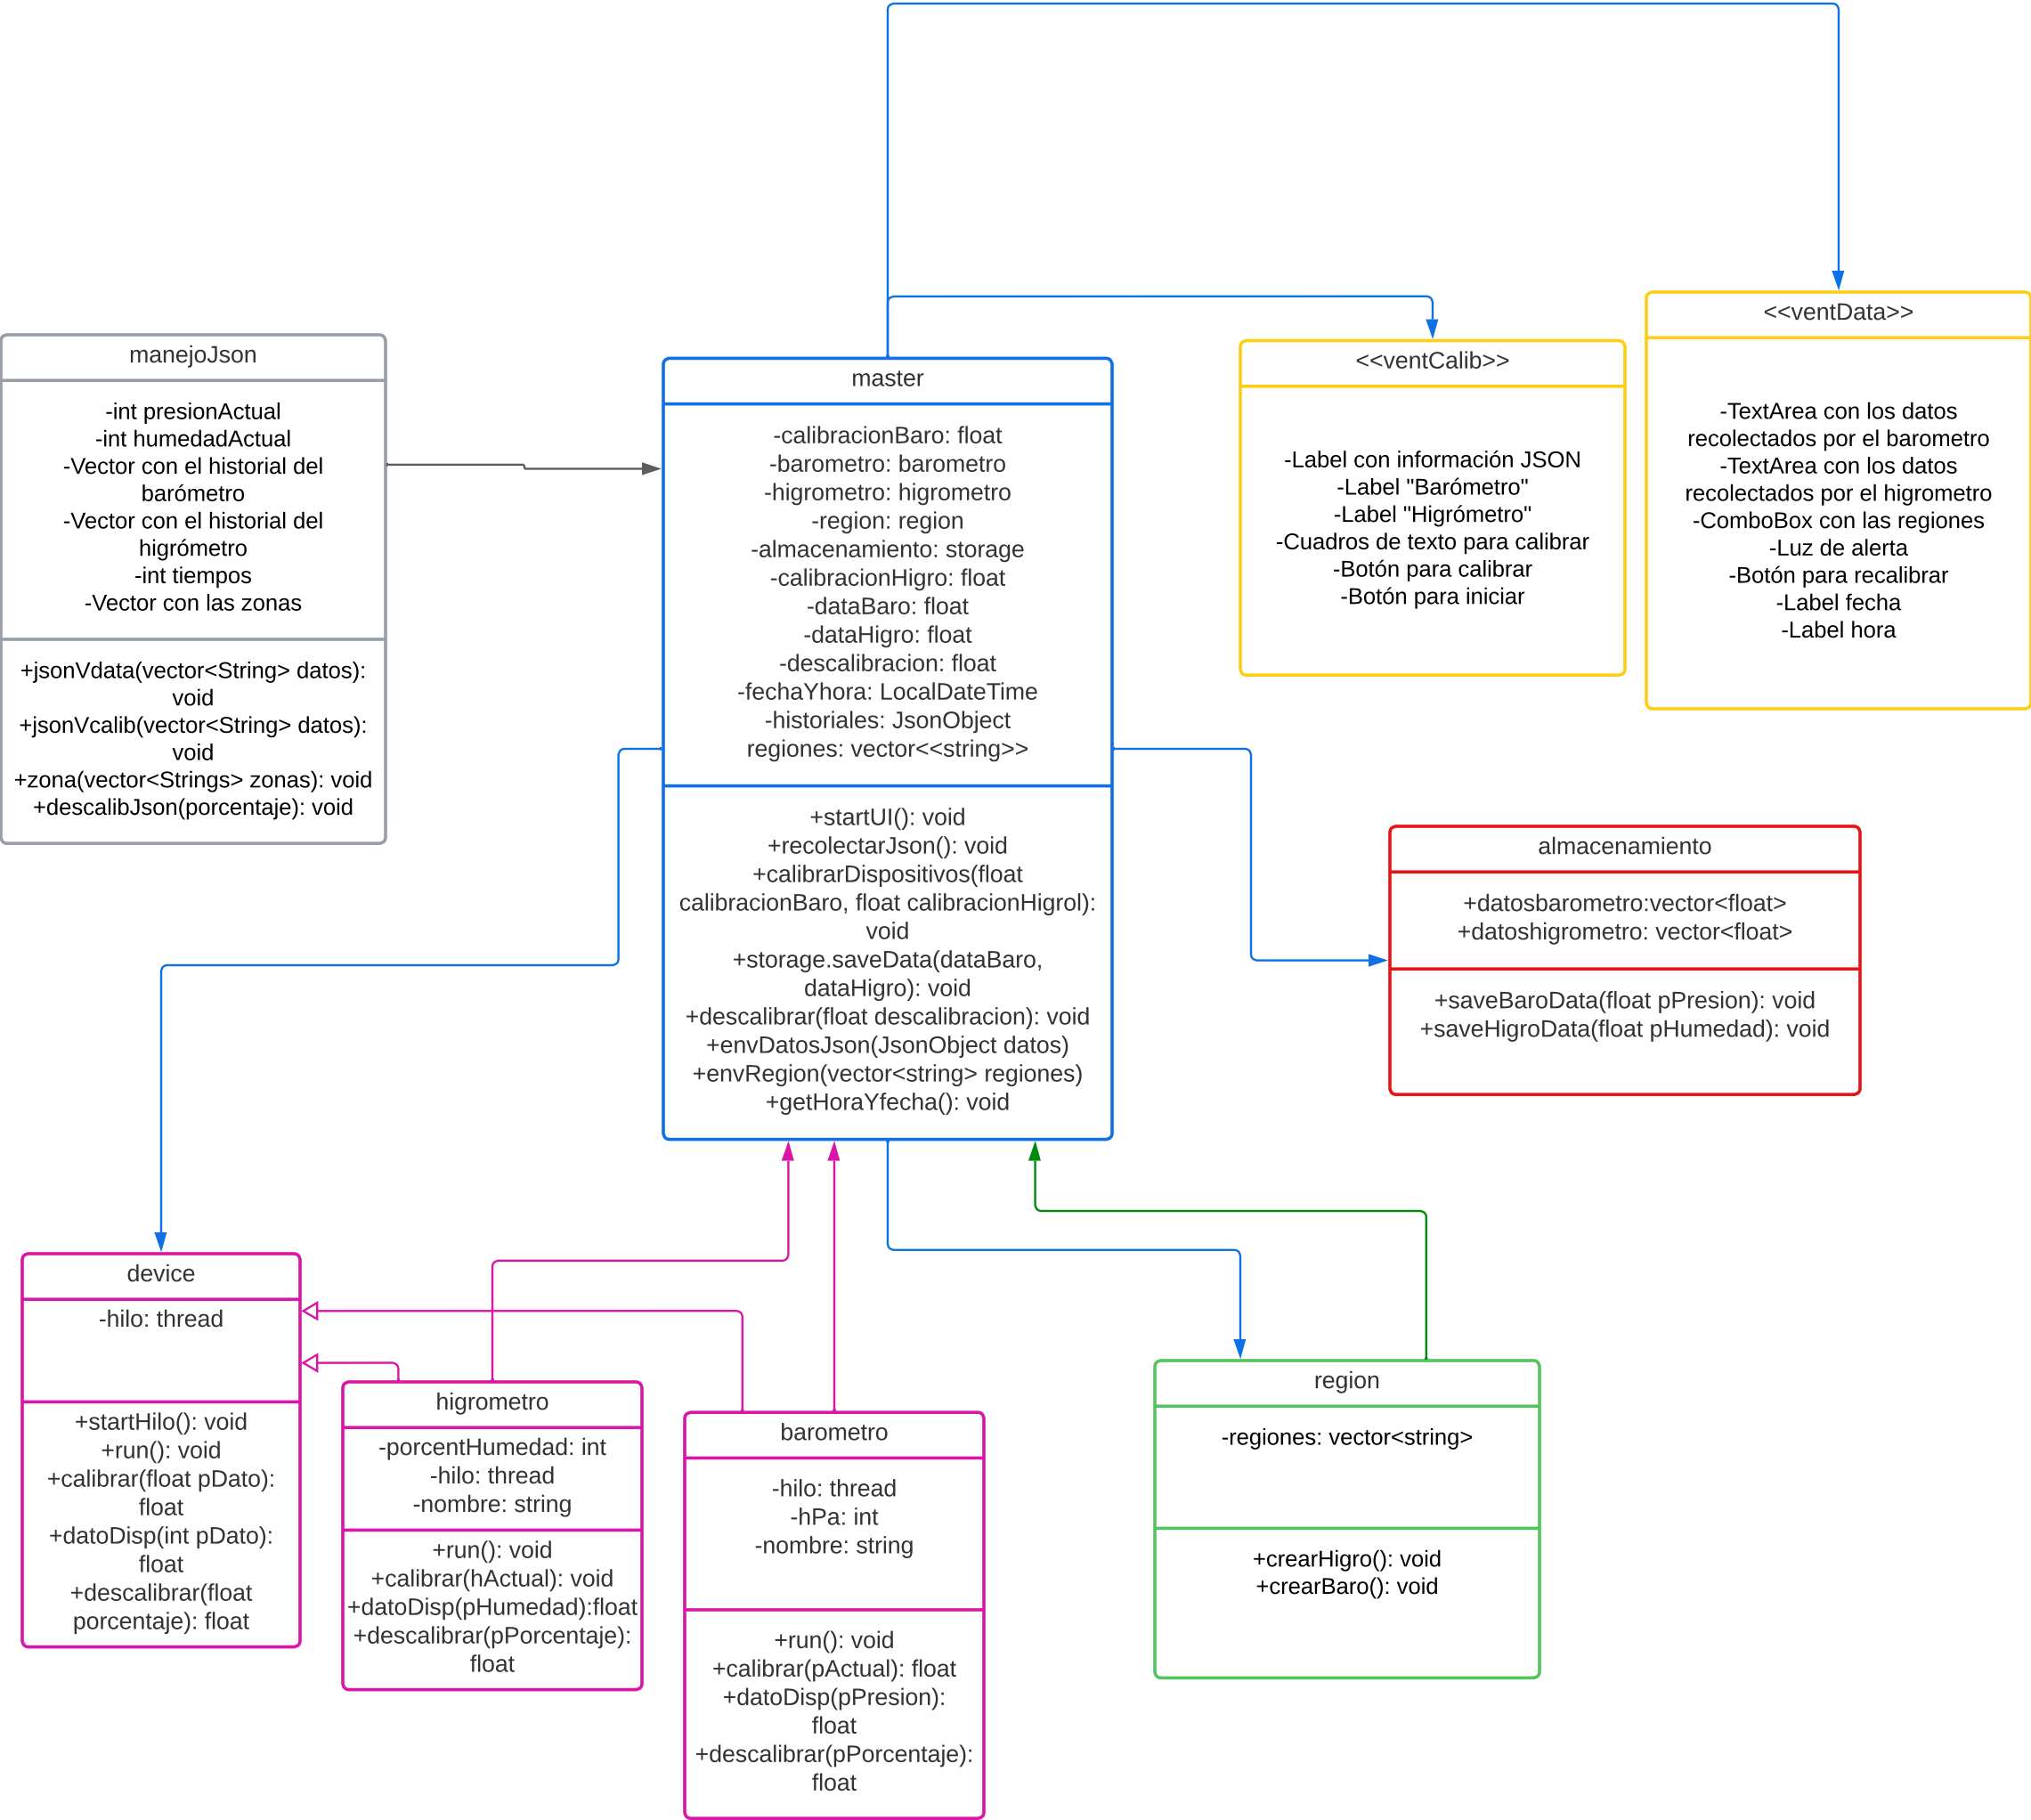 manejoJson
-int presionActual
-int humedadActual
-Vector con el historial del
barómetro
-Vector con el historial del
higrómetro
-int tiempos
-Vector con las zonas
+jsonVdata(vector<String> datos):
void
+jsonVcalib(vector<String> datos):
void
+zona(vector<Strings> zonas): void
+descalibJson(porcentaje): void
master
-calibracionBaro: float
-barometro: barometro
-higrometro: higrometro
-region: region
-almacenamiento: storage
-calibracionHigro: float
-dataBaro: float
-dataHigro: float
-descalibracion: float
-fechaYhora: LocalDateTime
-historiales: JsonObject
regiones: vector<<string>>
+startUI(): void
+recolectarJson(): void
+calibrarDispositivos(float
calibracionBaro, float calibracionHigrol):
void
+storage.saveData(dataBaro,
dataHigro): void
+descalibrar(float descalibracion): void
+envDatosJson(JsonObject datos)
+envRegion(vector<string> regiones)
+getHoraYfecha(): void
<<ventCalib>>
-Label con información JSON
-Label "Barómetro"
-Label "Higrómetro"
-Cuadros de texto para calibrar
-Botón para calibrar
-Botón para iniciar
<<ventData>>
-TextArea con los datos
recolectados por el barometro
-TextArea con los datos
recolectados por el higrometro
-ComboBox con las regiones
-Luz de alerta
-Botón para recalibrar
-Label fecha
-Label hora
almacenamiento
+datosbarometro:vector<float>
+datoshigrometro: vector<float>
+saveBaroData(float pPresion): void
+saveHigroData(float pHumedad): void
device
-hilo: thread
+startHilo(): void
+run(): void
+calibrar(float pDato):
float
+datoDisp(int pDato):
float
+descalibrar(float
porcentaje): float
higrometro
-porcentHumedad: int
-hilo: thread
-nombre: string
+run(): void
+calibrar(hActual): void
+datoDisp(pHumedad):float
+descalibrar(pPorcentaje):
float
barometro
-hilo: thread
-hPa: int
-nombre: string
+run(): void
+calibrar(pActual): float
+datoDisp(pPresion):
float
+descalibrar(pPorcentaje):
float
region
-regiones: vector<string>
+crearHigro(): void
+crearBaro(): void